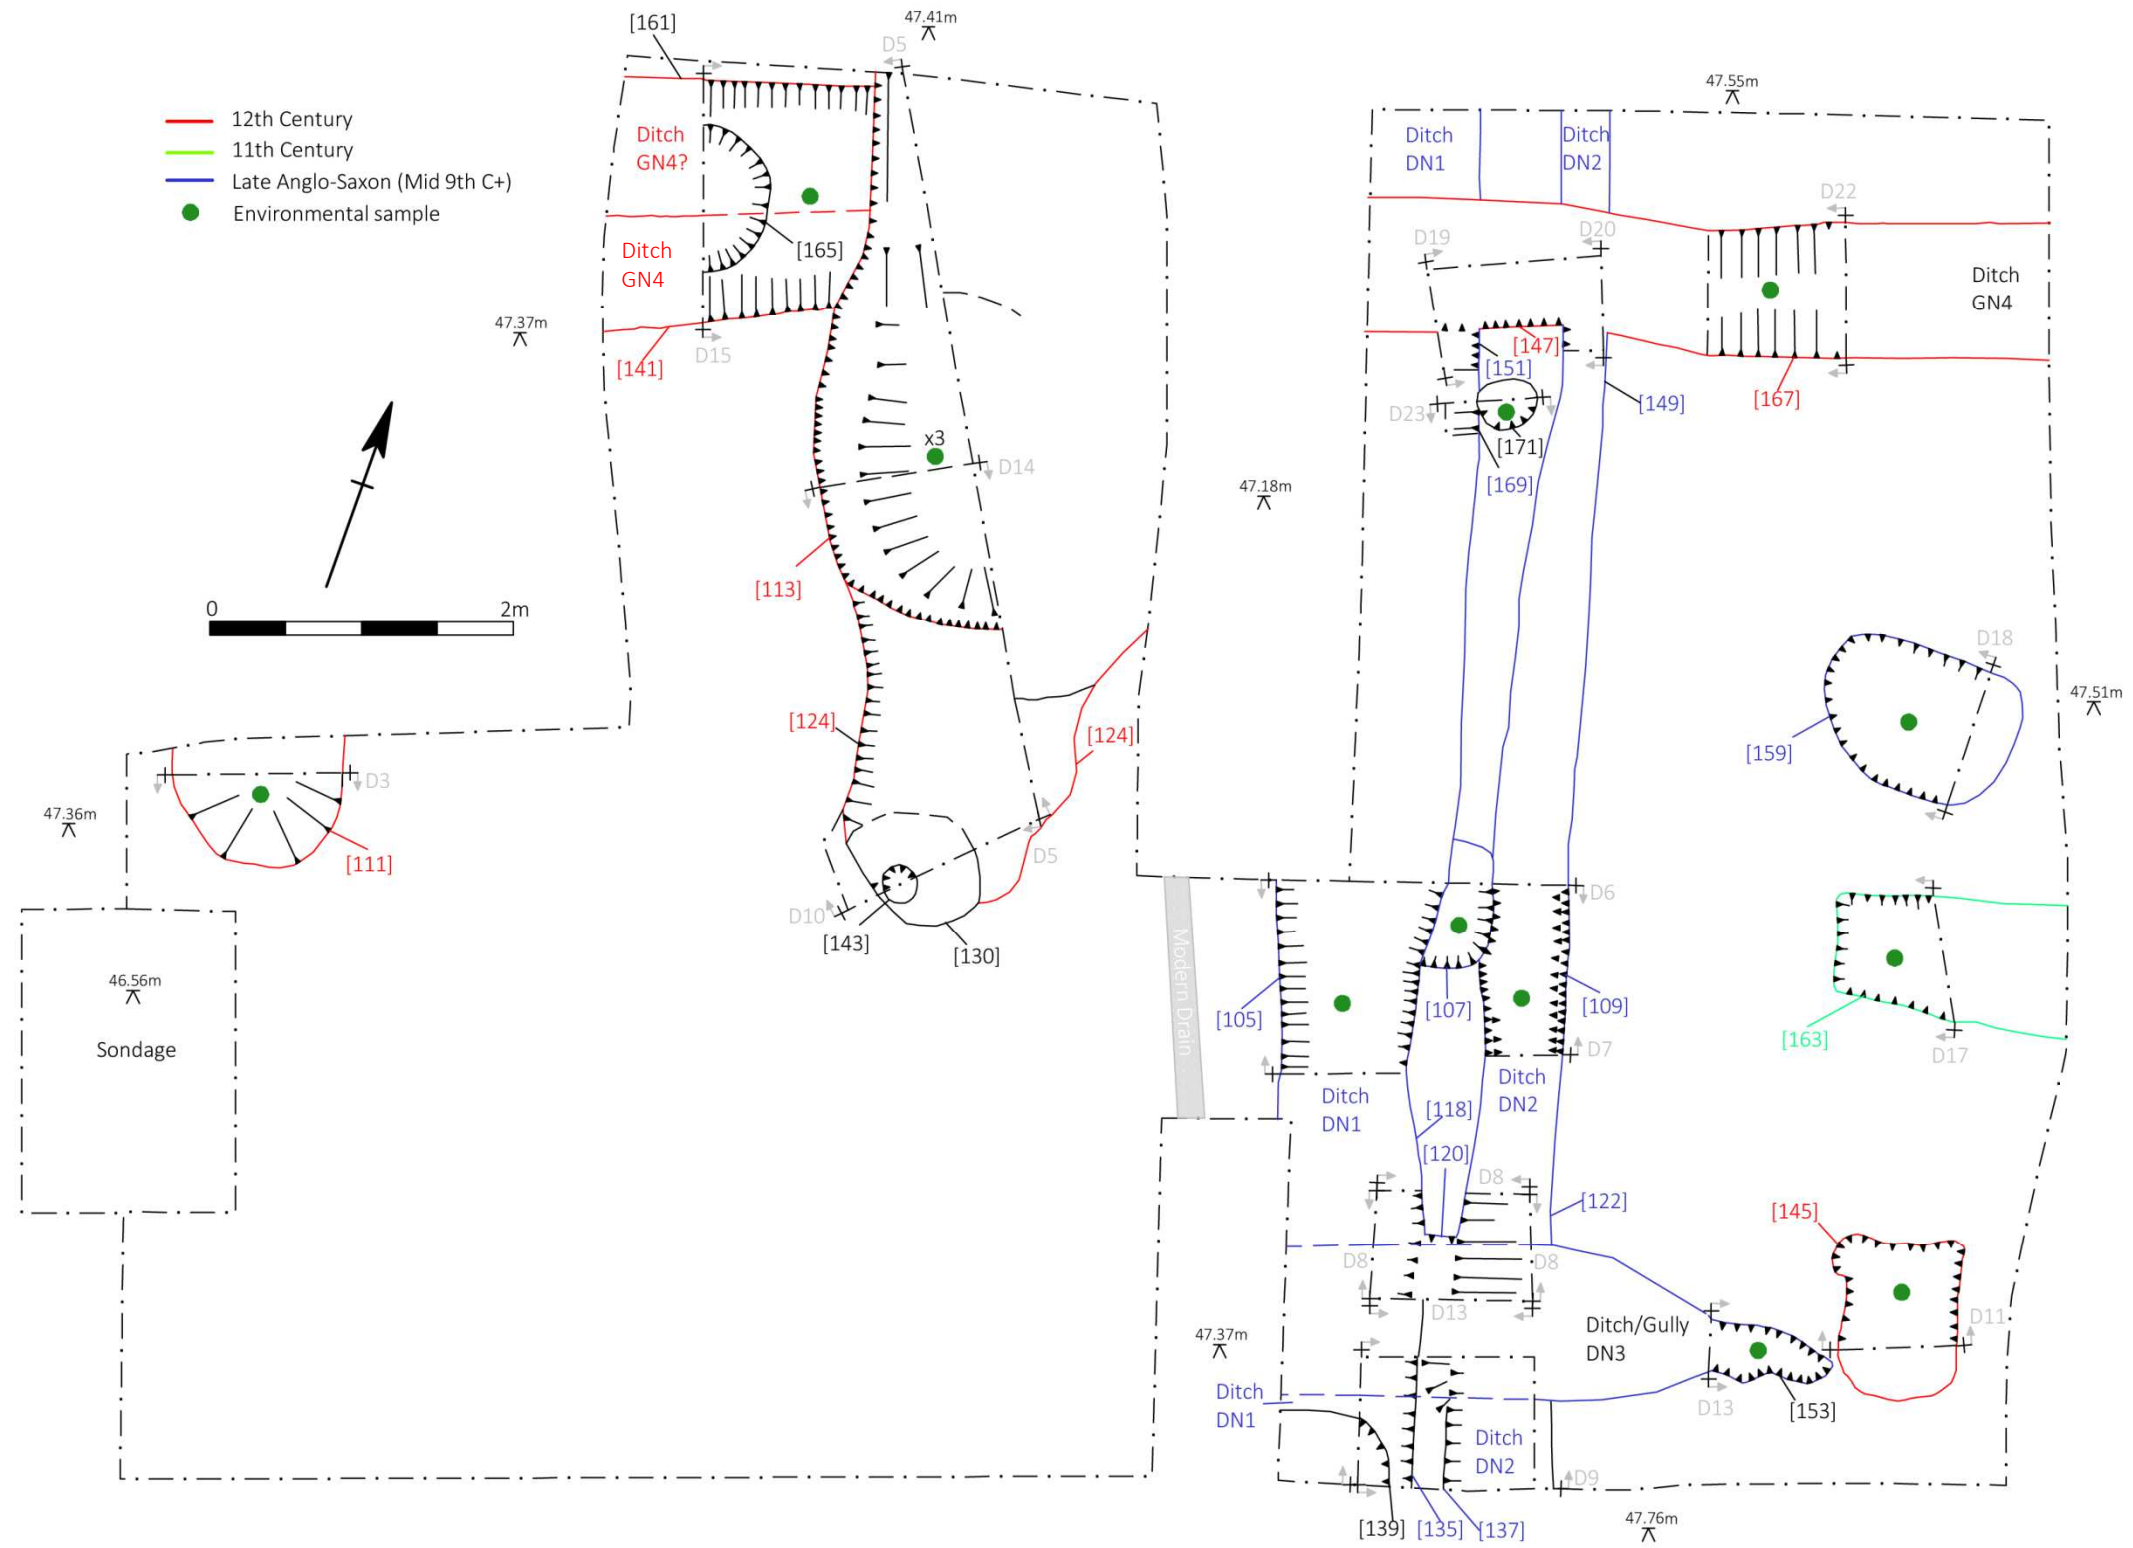 [161]
47.41m
D5
47.55m
12th Century
11th Century
Late Anglo-Saxon (Mid 9th C+)
Environmental sample
Ditch
GN4?
Ditch
DN1
Ditch
DN2
D22
D19
D20
Ditch
GN4
[165]
Ditch
GN4
47.37m
D15
[141]
[147]
[151]
[167]
[149]
D23
[171]
x3
D14
47.18m
[169]
[113]
0
2m
D18
47.51m
[124]
[124]
[159]
D3
47.36m
[111]
D5
D10
[143]
[130]
D6
Modern Drain
46.56m
Sondage
[105]
[107]
[109]
[163]
D17
D7
Ditch
DN1
Ditch
DN2
[118]
[120]
D8
[122]
[145]
D8
D8
D13
47.37m
Ditch/Gully
DN3
D11
Ditch
DN1
D13
[153]
Ditch
DN2
D9
[139]
[135]
[137]
47.76m